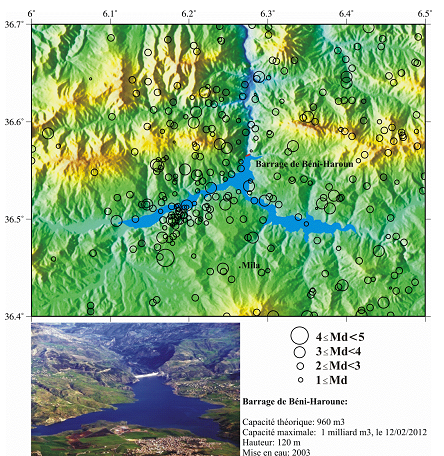 6° 6.1° 6.2° 6.3° 6.4° 6.5°
36.7°
36.6°
Barrage de Béni-Haroun
36.5°
.Mila
36.4°
4 ≤ Md< 5
3 ≤ Md<4
2 ≤ Md<3
1 ≤ Md
Barrage de Béni-Haroune:
Capacité théorique: 960 m3
Capacité maximale: 1 milliard m3, le 12/02/2012
Hauteur: 120 m
Mise en cau: 2003